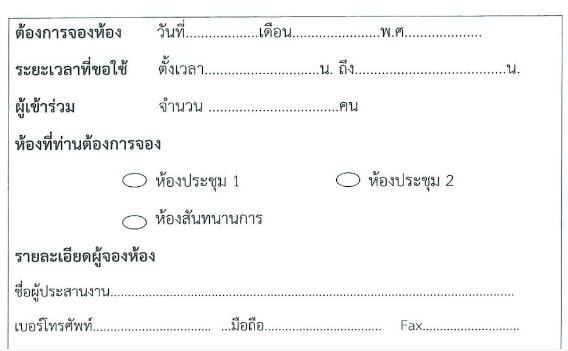 ต้องการจองห้อง วันที่....................เดือน........................พ.ศ.....................
ระยะเวลาที่ขอใช้ ตั้งเวลา...............................น. ถึง.........................................น.
ผู้เข้าร่วม จำนวน ...................................คน
ห้องที่ท่านต้องการจอง
ห้องประชุม 1 ห้องประชุม 2
ห้องสันทนานการ
รายละเอียดผู้จองห้อง
ชื่อผู้ประสานงาน.............................................................................................................
เบอร์โทรศัพท์................................ ...มือถือ................................ Fax..........................